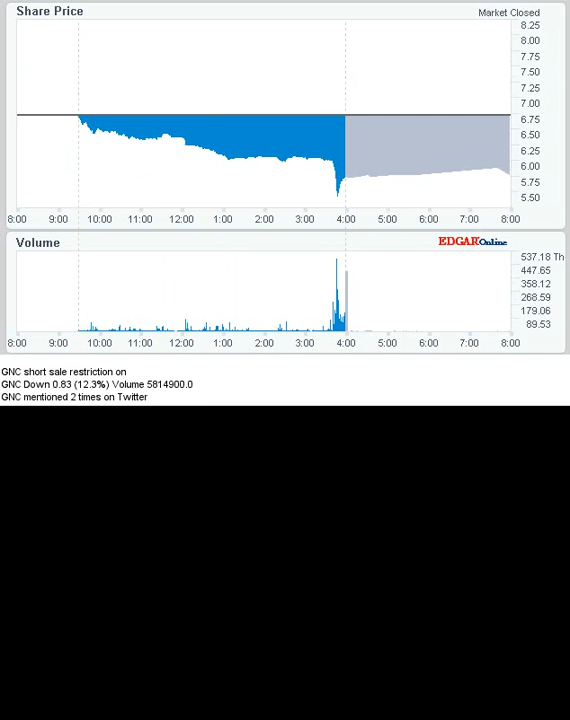 Share Price
Market Closed
8.25
8.00
7.75
7.50
7.25
7.00
6.75
6.50
6.25
6.00
5.75
5.50
8:00 9:00 10:00 11:00 12:00 1:00 2:00 3:00 4:00 5:00 6:00 7:00 8:00
Volume
EDGAR Online
537.18 Th
447.65
358.12
268.59
179.06
89.53
8:00 9:00 10:00 11:00 12:00 1:00 2:00 3:00 4:00 5:00 6:00 7:00 8:00
GNC short sale restriction on
GNC Down 0.83 (12.3%) Volume 5814900.0
GNC mentioned 2 times on Twitter